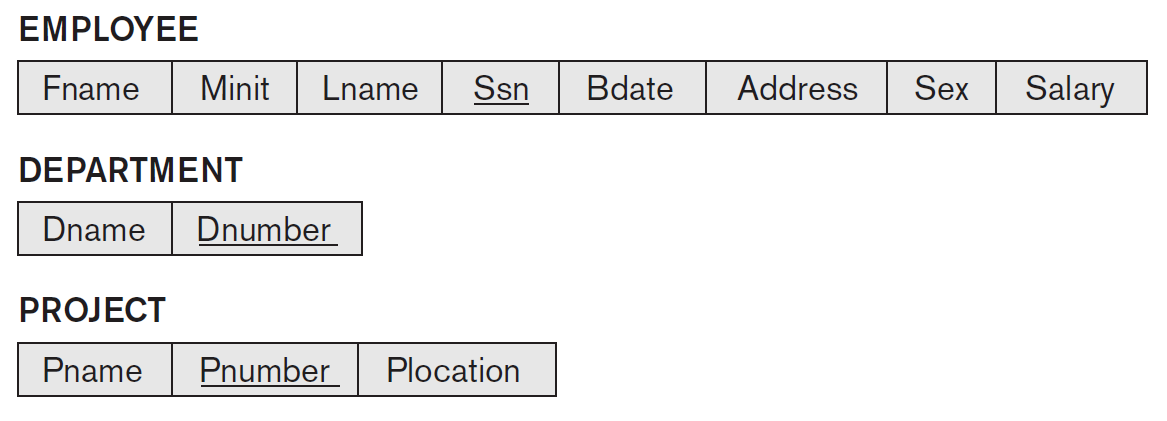 EMPLOYEE
Fname Minit Lname Ssn Bdate Address Sex Salary
DEPARTMENT
Dname Dnumber
PROJECT
Pname Pnumber Plocation